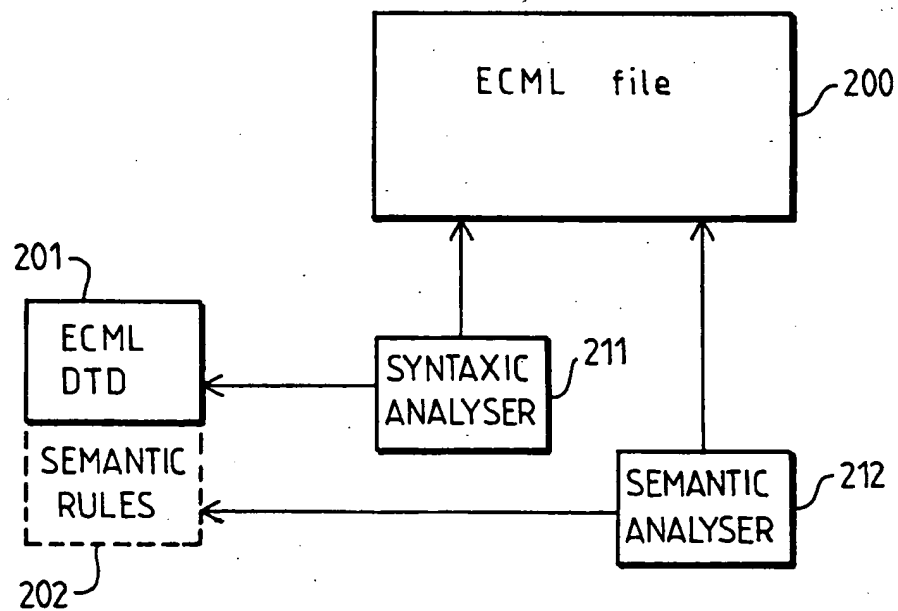 ECML file
200
201
ECML
DTD
SYNTAXIC
ANALYSER
211
SEMANTIC
RULES
202
SEMANTIC
ANALYSER
212